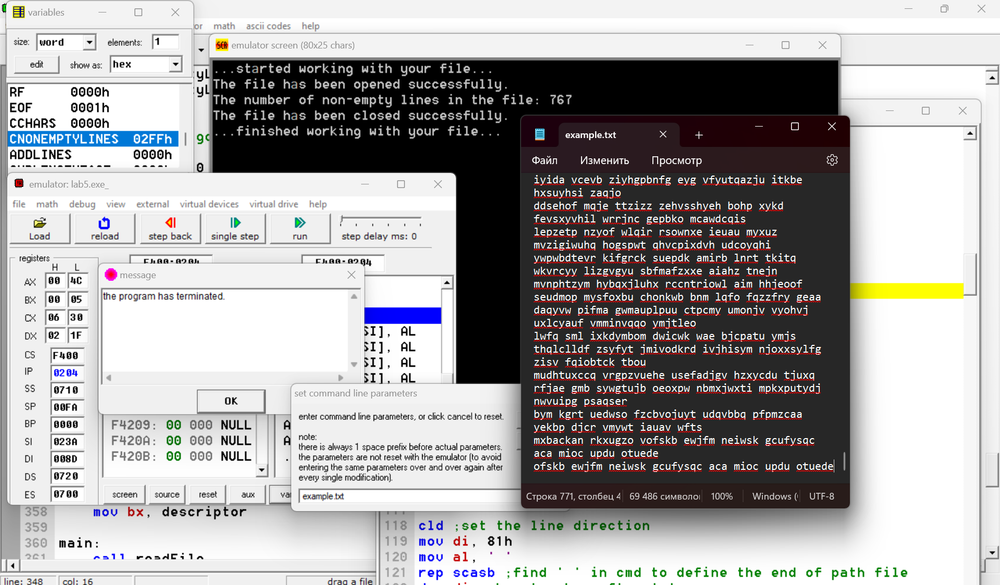 variables
size: word elements: 1
edit show as: hex
RF 0000h
EOF 0001h
CCHARS 0000h
CNONEMPTYLINES 02FFh
ADDLINES 0000h
or math ascii codes help
emulator screen (80x25 chars)
...started working with your file...
The file has been opened successfully.
The number of non-empty lines in the file: 767
The file has been closed successfully.
...finished working with your file...
emulator: lab5.exe_
file math debug view external virtual devices virtual drive help
Load reload step back single step run step delay ms: 0
registers F400:0204 F400:0204
H L
AX 00 4C
BX 00 05
CX 06 30
DX 02 1F
CS F400
IP 0204
SS 0710
SP 00FA
BP 0000
SI 023A
DI 008D
DS 0720
ES 0700
message
the program has terminated.
OK
SI], AL
SI], AL
SI], AL
SI], AL
F4209: 00 000 NULL
F420A: 00 000 NULL
F420B: 00 000 NULL
screen source reset aux
set command line parameters
enter command line parameters, or click cancel to reset.
note:
there is always 1 space prefix before actual parameters.
the parameters are not reset with the emulator (to avoid
entering the same parameters over and over again after
every single modification).
example.txt
example.txt
Файл Изменить Просмотр
iyida vcevb ziyhgpbnfg eyg vfyutqazju itkbe
hxsuyhsi zaqjo
ddsehof mqje ttzizz zehvsshyeh bohp xykd
fevsxyvhil wrrjnc gepbko mcawdcqis
lepzetp nzyof wlqir rsownxe ieuau myxuz
mvzigiwuhq hogspwt qhvcpixdvh udcoyqhi
ywpwbdtevr kifgrck suepdk amirb lnrt tkitq
wkvrcyy lizgvgyu sbfmafzxxe aiahz tnejn
mvnphtzym hybqxjluhx rccntriowl aim hhjeoof
seudmop mysfoxbu chonkwb bnm lqfo fqzzfry geaa
daqyvw pifma gwmauplpuu ctpcmy umonjv vyohvj
uxlcyauf vmminvqqo ymjtleo
lwfq sml ixkdymbom dwicwk wae bjcpatu ymjs
thqlclldf zsyfyt jmivodkrd ivjhisym njoxxsylfg
zisv fqiobtck tbou
mudhtuxccq vrgpzvuehe usefadjgv hzxycdu tjuxq
rfjae gmb sywgtujb oeoxpw nbmxjwxti mpkxputydj
nwvuipg psaqser
bym kgrt uedwso fzcbvojuyt udqvbbq pfpmzcaa
yekbp djcr vmywt iauav wfts
mxbackan rkxugzo vofskb ewjfm neiwsk gcufysqc
aca mioc updu otuede
ofskb ewjfm neiwsk gcufysqc aca mioc updu otuede
Строка 771, столбец 4 69 486 символо 100% Windows ( UTF-8
358 mov bx, descriptor
359
360 main:
361 call readFile
line: 348 col: 16 drag a file
118 cld ;set the line direction
119 mov di, 81h
120 mov al, ' '
121 rep scasb ;find ' ' in cmd to define the end of path file